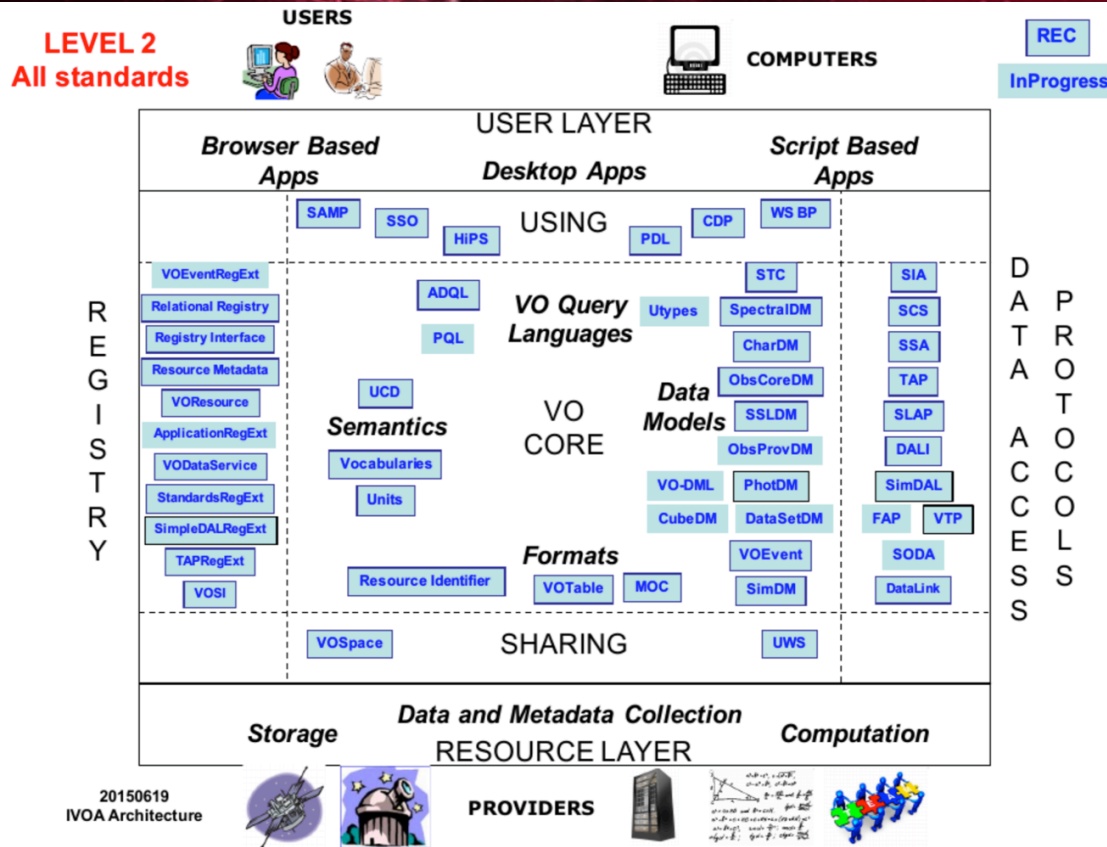 USERS
LEVEL 2
All standards
COMPUTERS
REC
InProgress
USER LAYER
Browser Based
Apps
Desktop Apps
Script Based
Apps
SAMP
SSO
HiPS
USING
PDL
CDP
WS BP
REGISTRY
VOEventRegExt
Relational Registry
Registry Interface
Resource Metadata
VOResource
ApplicationRegExt
VODataService
StandardsRegExt
SimpleDALRegExt
TAPRegExt
VOSI
ADQL
PQL
VO Query
Languages
UCD
Semantics
Vocabularies
Units
VO
CORE
Formats
Resource Identifier
VOTable
MOC
Utypes
Data
Models
VO-DML
CubeDM
STC
SpectralDM
CharDM
ObsCoreDM
SSLDM
ObsProvDM
PhotDM
DataSetDM
VOEvent
SimDM
SIA
SCS
SSA
TAP
SLAP
DALI
SimDAL
FAP
VTP
SODA
DataLink
DATA ACCESS
PROTOCOLS
VOSpace
SHARING
UWS
Data and Metadata Collection
Storage
Computation
RESOURCE LAYER
20150619
IVOA Architecture
PROVIDERS